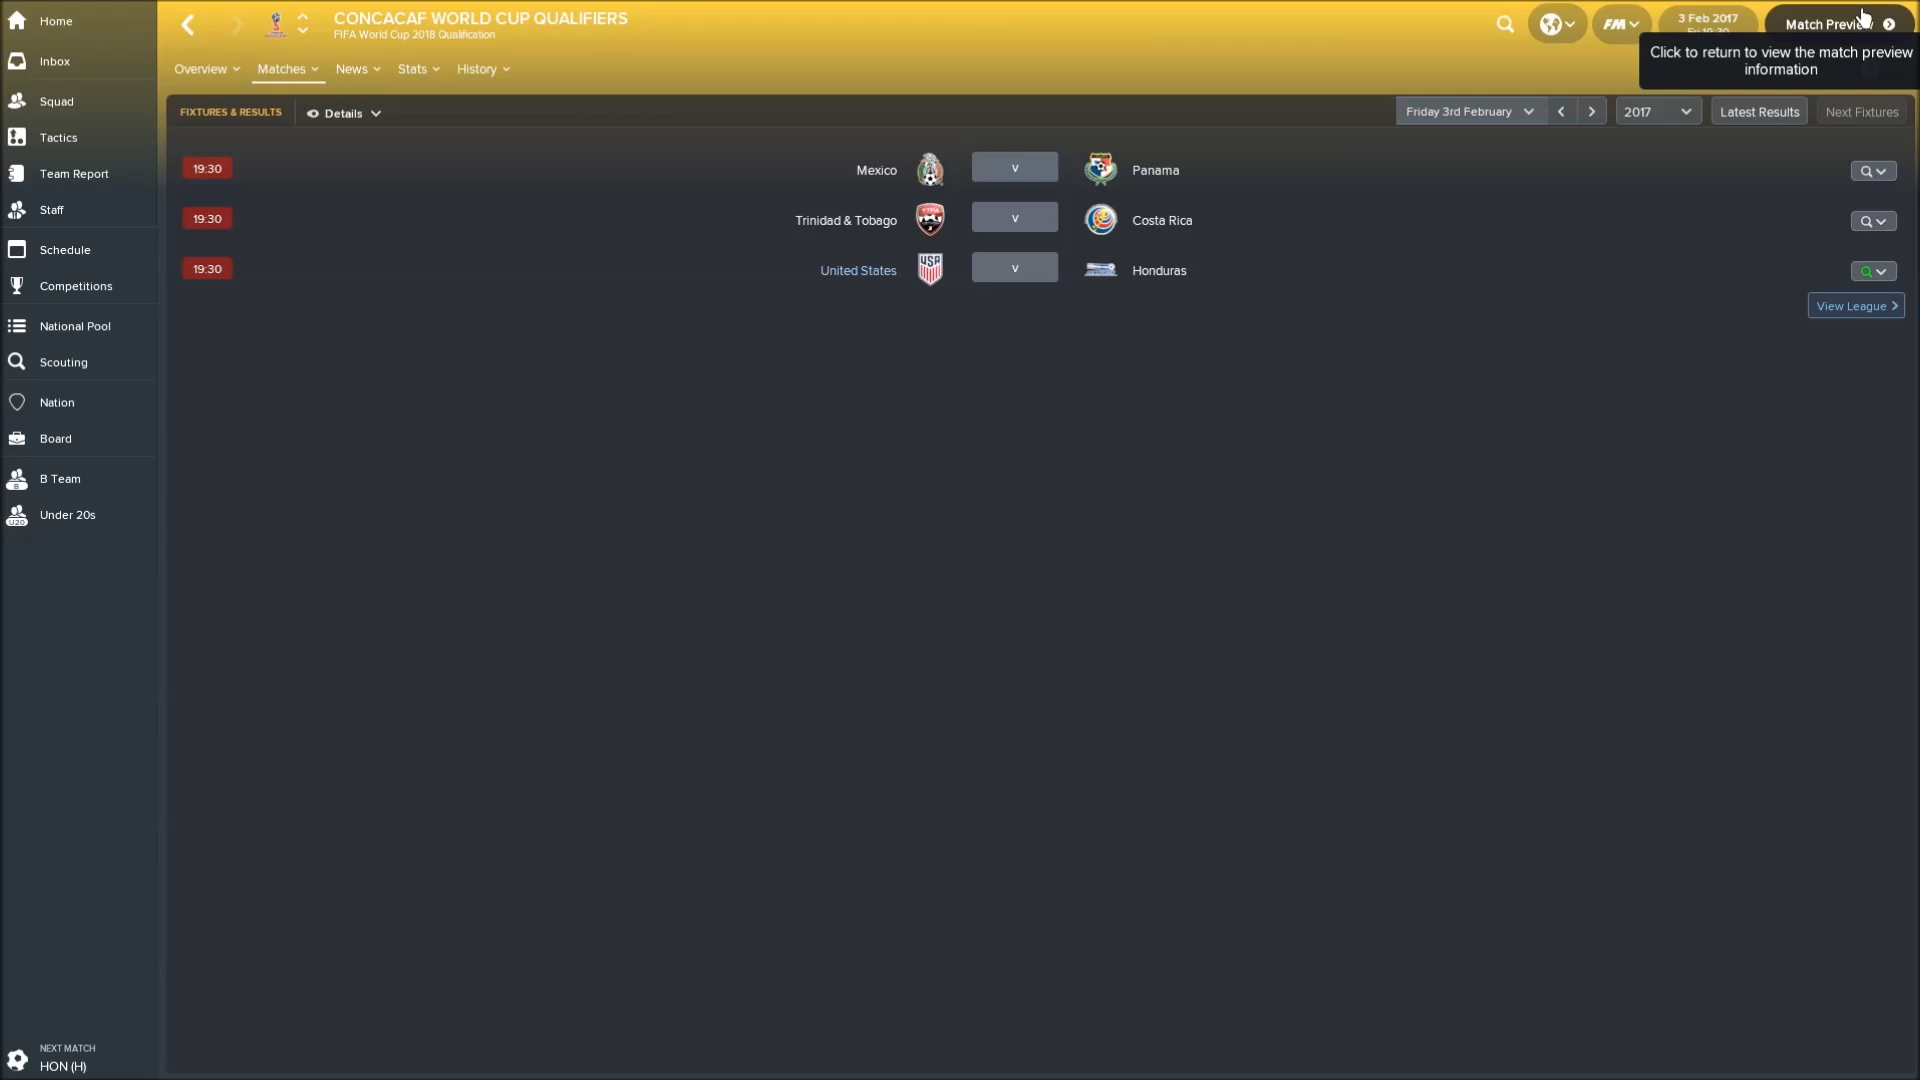 Home
Inbox
Squad
Tactics
Team Report
Staff
Schedule
Competitions
National Pool
Scouting
Nation
Board
B Team
Under 20s
NEXT MATCH
HON (H)
CONCACAF WORLD CUP QUALIFIERS
FIFA World Cup 2018 Qualification
FM
3 Feb 2017
Match Preview
Click to return to view the match preview
information
Overview
Matches
News
Stats
History
FIXTURES & RESULTS
Details
Friday 3rd February
2017
Latest Results
Next Fixtures
19:30 Mexico v Panama
19:30 Trinidad & Tobago v Costa Rica
19:30 United States USA v Honduras
View League